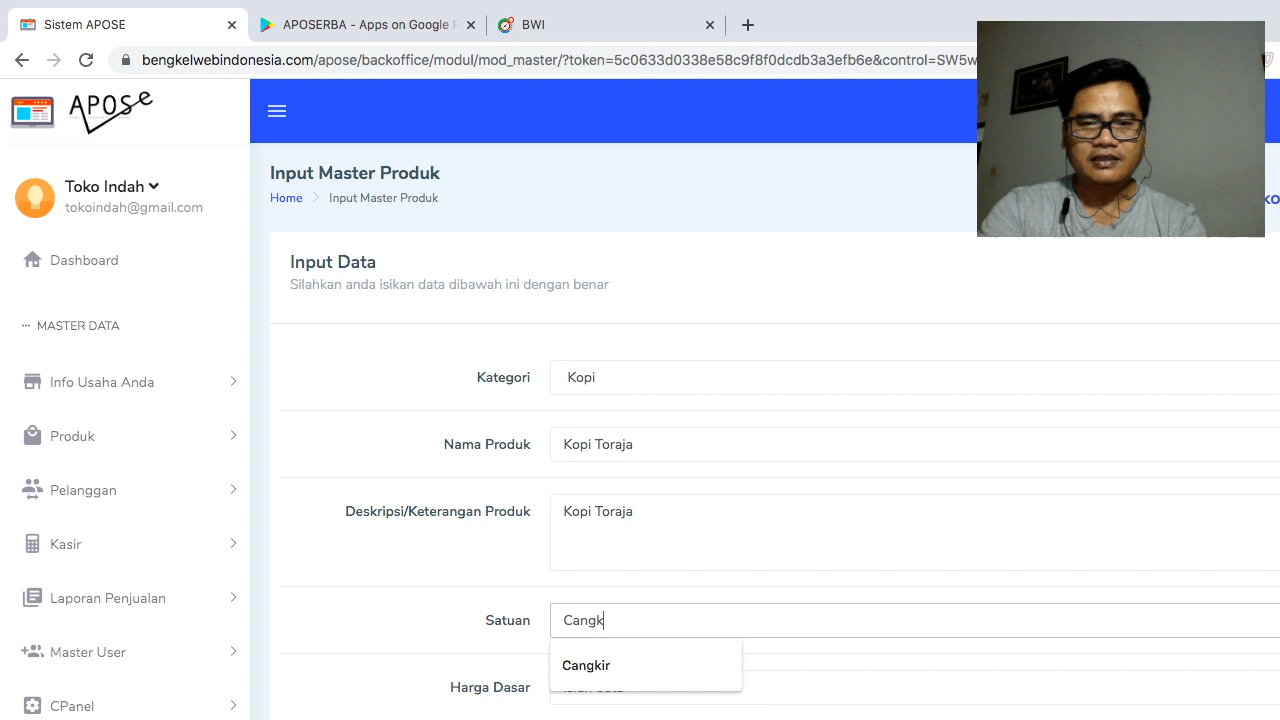 Sistem APOSE
APOSERBA - Apps on Google P
BWI
bengkelwebindonesia.com/apose/backoffice/modul/mod_master/?token=5c0633d0338e58c9f8f0dcdb3a3efb6e&control=SW5w
APOSE
Toko Indah
tokoindah@gmail.com
Dashboard
MASTER DATA
Info Usaha Anda
Produk
Pelanggan
Kasir
Laporan Penjualan
Master User
CPanel
Input Master Produk
Home
Input Master Produk
Input Data
Silahkan anda isikan data dibawah ini dengan benar
Kategori
Kopi
Nama Produk
Kopi Toraja
Deskripsi/Keterangan Produk
Kopi Toraja
Satuan
Cangk
Cangkir
Harga Dasar